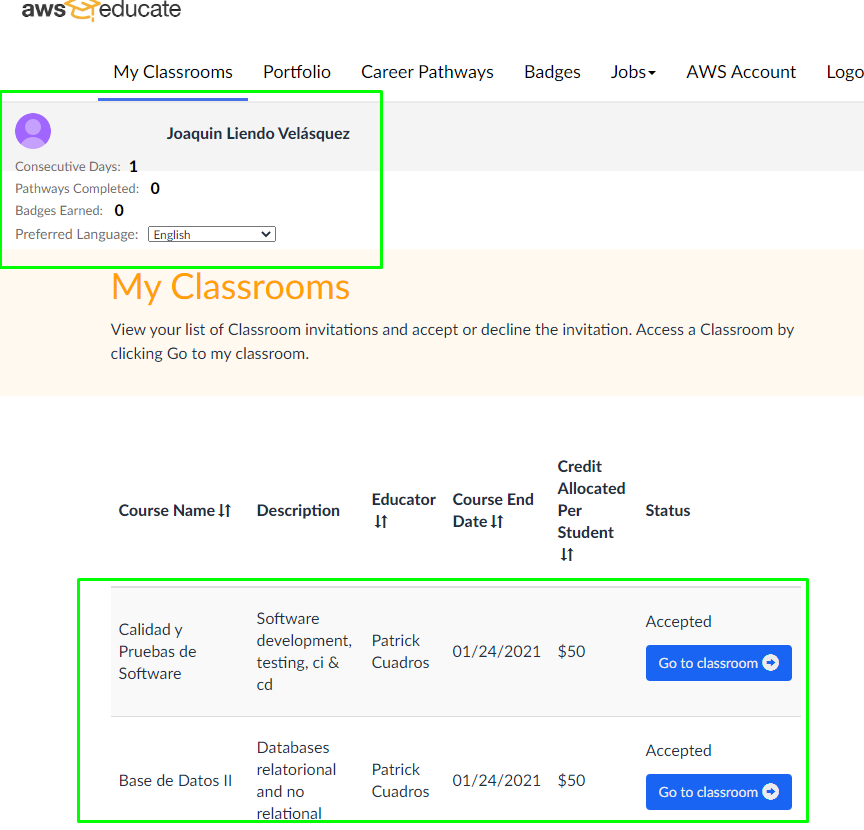 aws educate
My Classrooms Portfolio Career Pathways Badges Jobs AWS Account Logo
Joaquin Liendo Velásquez
Consecutive Days: 1
Pathways Completed: 0
Badges Earned: 0
Preferred Language: English
My Classrooms
View your list of Classroom invitations and accept or decline the invitation. Access a Classroom by
clicking Go to my classroom.
Course Name
Description
Educator
Course End
Date
Credit
Allocated
Per
Student
Status
Calidad y
Pruebas de
Software
Software
development,
testing, ci &
cd
Patrick
Cuadros
01/24/2021
$50
Accepted
Go to classroom
Base de Datos II
Databases
relatorional
and no
relational
Patrick
Cuadros
01/24/2021
$50
Accepted
Go to classroom